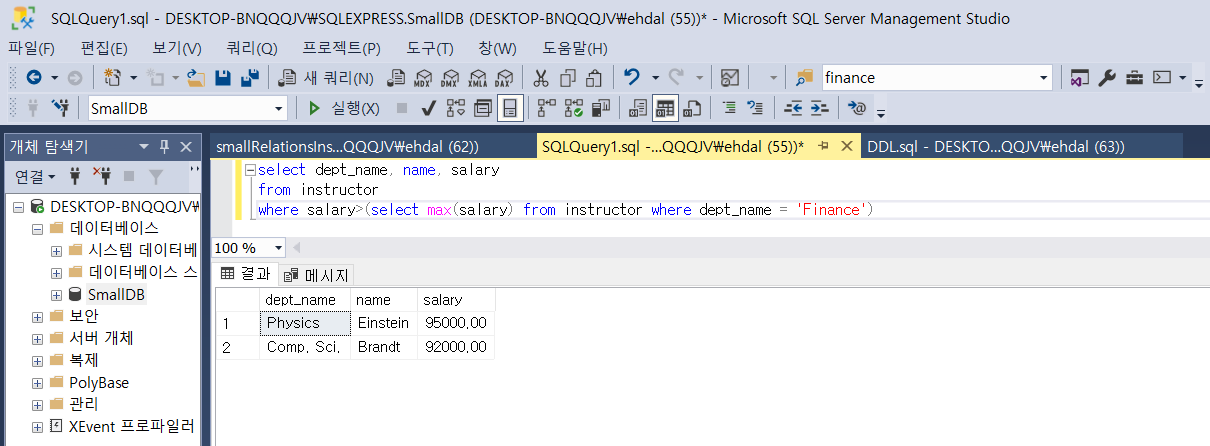 SQLQuery1.sql - DESKTOP-BNQQQJV₩SQLEXPRESS.SmallDB (DESKTOP-BNQQQJV₩ehdal (55))* - Microsoft SQL Server Management Studio
파일(F) 편집(E) 보기(V) 쿼리(Q) 프로젝트(P) 도구(T) 창(W) 도움말(H)
새 쿼리(N) MDX DMX XMLA DAX finance
SmallDB 실행(X)
개체 탐색기
연결
DESKTOP-BNQQQJV₩
데이터베이스
시스템 데이터베
데이터베이스 스
SmallDB
보안
서버 개체
복제
PolyBase
관리
XEvent 프로파일러
smallRelationsIns...QQQJV₩ehdal (62)) SQLQuery1.sql -...QQQJV₩ehdal (55))* DDL.sql - DESKTO...QQJV₩ehdal (63))
select dept_name, name, salary
from instructor
where salary>(select max(salary) from instructor where dept_name = 'Finance')
100 %
결과 메시지
dept_name name salary
1 Physics Einstein 95000,00
2 Comp, Sci, Brandt 92000,00